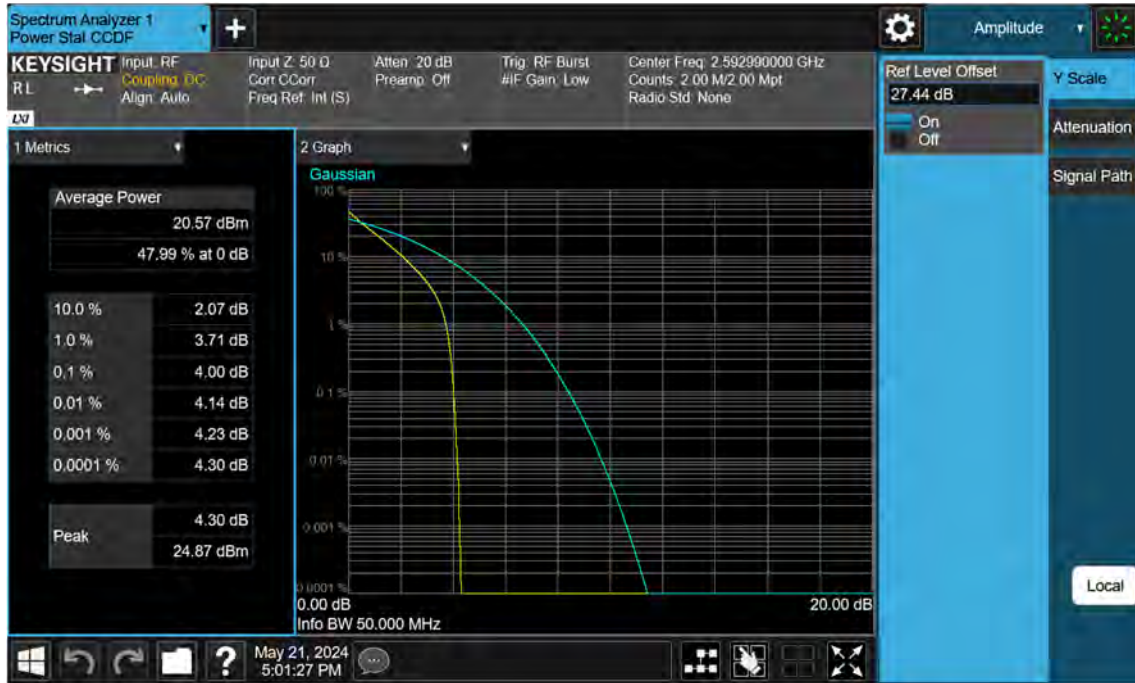 Spectrum Analyzer 1
Power Stat CCDF
Amplitude
KEYSIGHT
RL
LXI
Input: RF
Coupling: DC
Align: Auto
Input Z: 50 Ω
Corr CCorr
Freq Ref: Int (S)
Atten: 20 dB
Preamp: Off
Trig: RF Burst
#IF Gain: Low
Center Freq: 2.592990000 GHz
Counts: 2.00 M/2.00 Mpt
Radio Std: None
Ref Level Offset
27.44 dB
On
Off
Y Scale
Attenuation
Signal Path
Local
1 Metrics
Average Power
20.57 dBm
47.99 % at 0 dB
10.0 % 2.07 dB
1.0 % 3.71 dB
0.1 % 4.00 dB
0.01 % 4.14 dB
0.001 % 4.23 dB
0.0001 % 4.30 dB
Peak
4.30 dB
24.87 dBm
2 Graph
Gaussian
100 %
10 %
1 %
0.1 %
0.01 %
0.001 %
0.0001 %
0.00 dB 20.00 dB
Info BW 50.000 MHz
May 21, 2024
5:01:27 PM